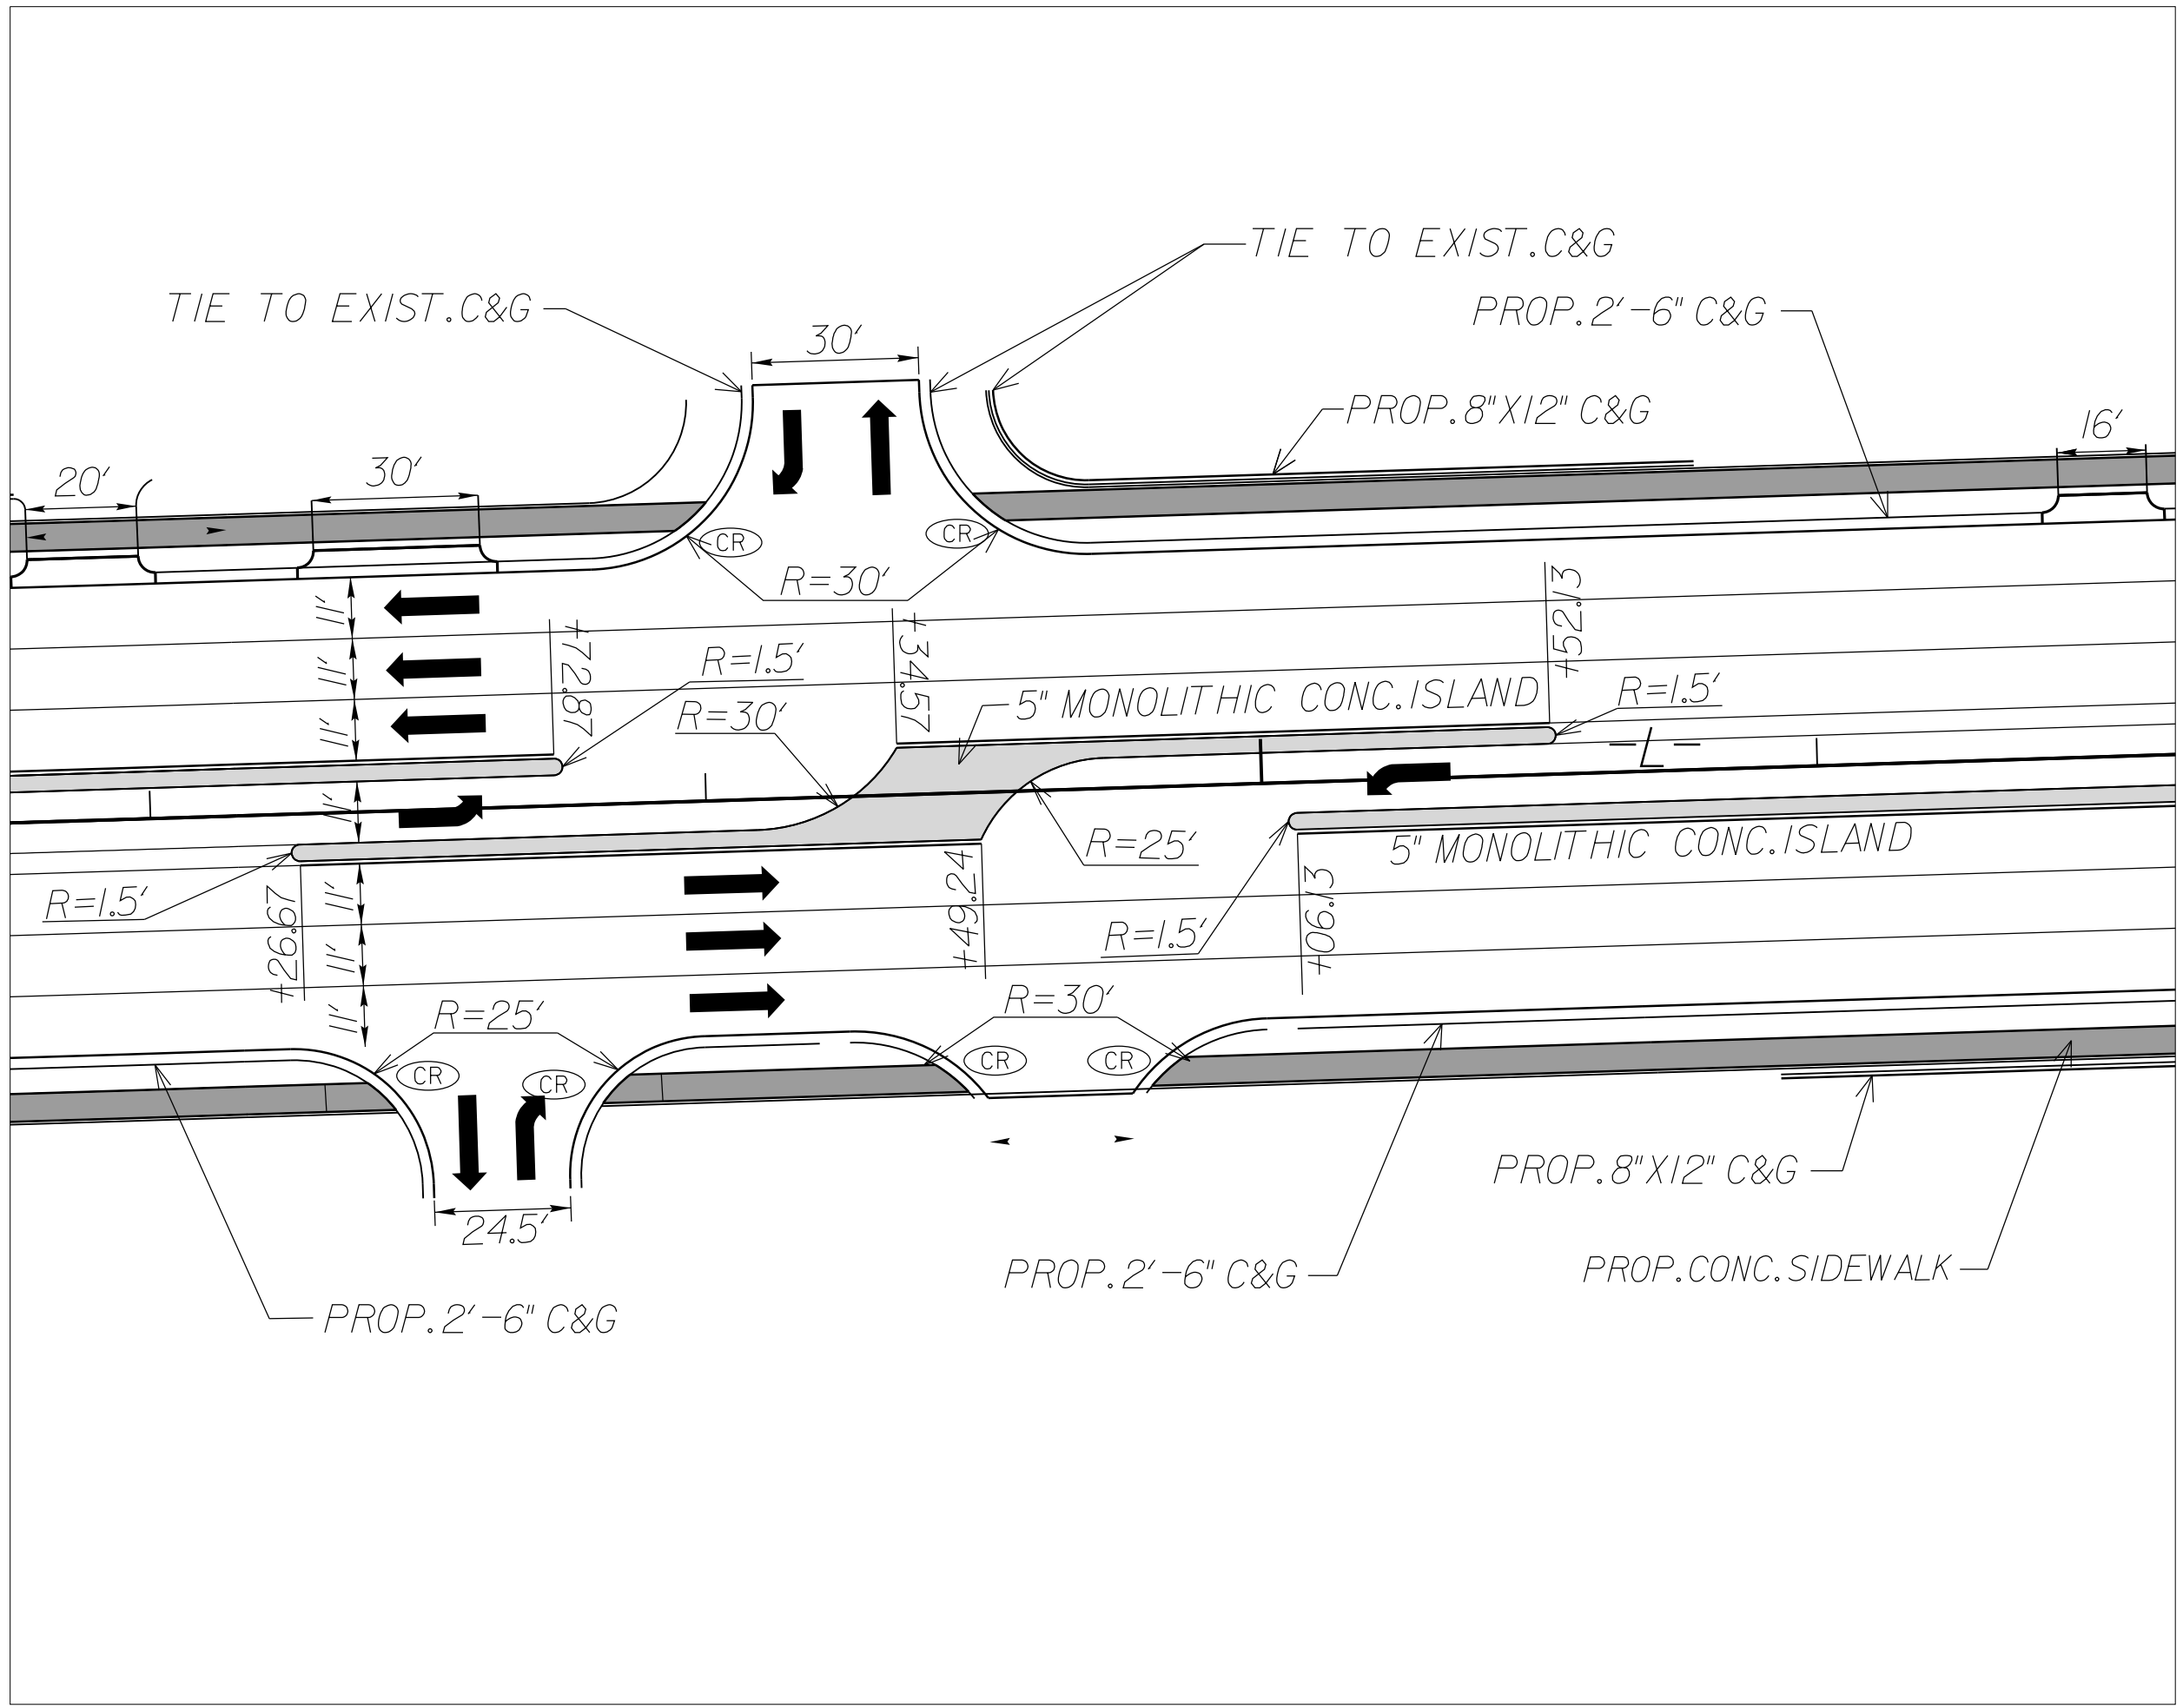 TIE TO EXIST. C&G
PROP. 2'-6" C&G
TIE TO EXIST. C&G
30'
PROP. 8"X12" C&G
16'
20'
30'
CR
CR
R=30'
11'
+72.87
+34.57
+52.13
11'
R=1.5'
5" MONOLITHIC CONC. ISLAND
R=1.5'
R=30'
11'
-L-
11'
R=25'
5" MONOLITHIC CONC. ISLAND
R=1.5'
+26.67
11'
+49.24
R=1.5'
+06.13
11'
R=25'
11'
R=30'
CR
CR
CR
CR
24.5'
PROP. 8"X12" C&G
PROP. 2'-6" C&G
PROP. CONC. SIDEWALK
PROP. 2'-6" C&G